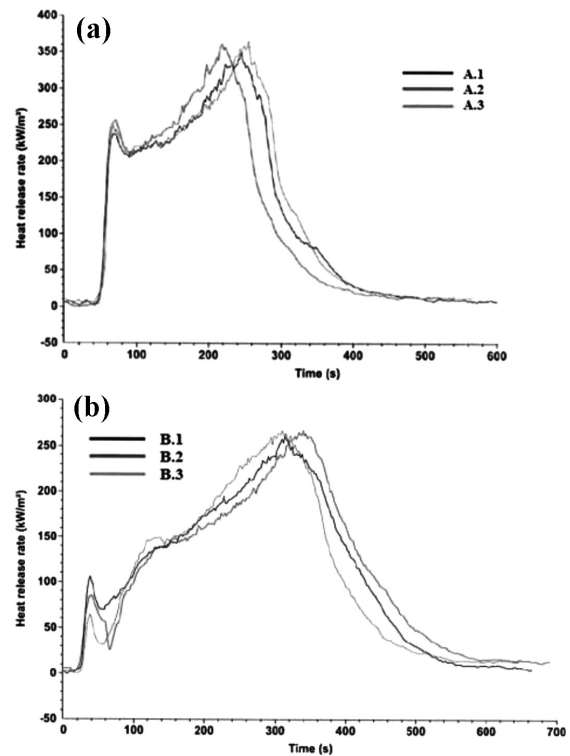 (a)
400
350
300
250
200
150
100
50
0
-50
Heat release rate (kW/m²)
A.1
A.2
A.3
0 100 200 300 400 500 600
Time (s)
(b)
300
250
200
150
100
50
0
-50
Heat release rate (kW/m²)
B.1
B.2
B.3
0 100 200 300 400 500 600 700
Time (s)